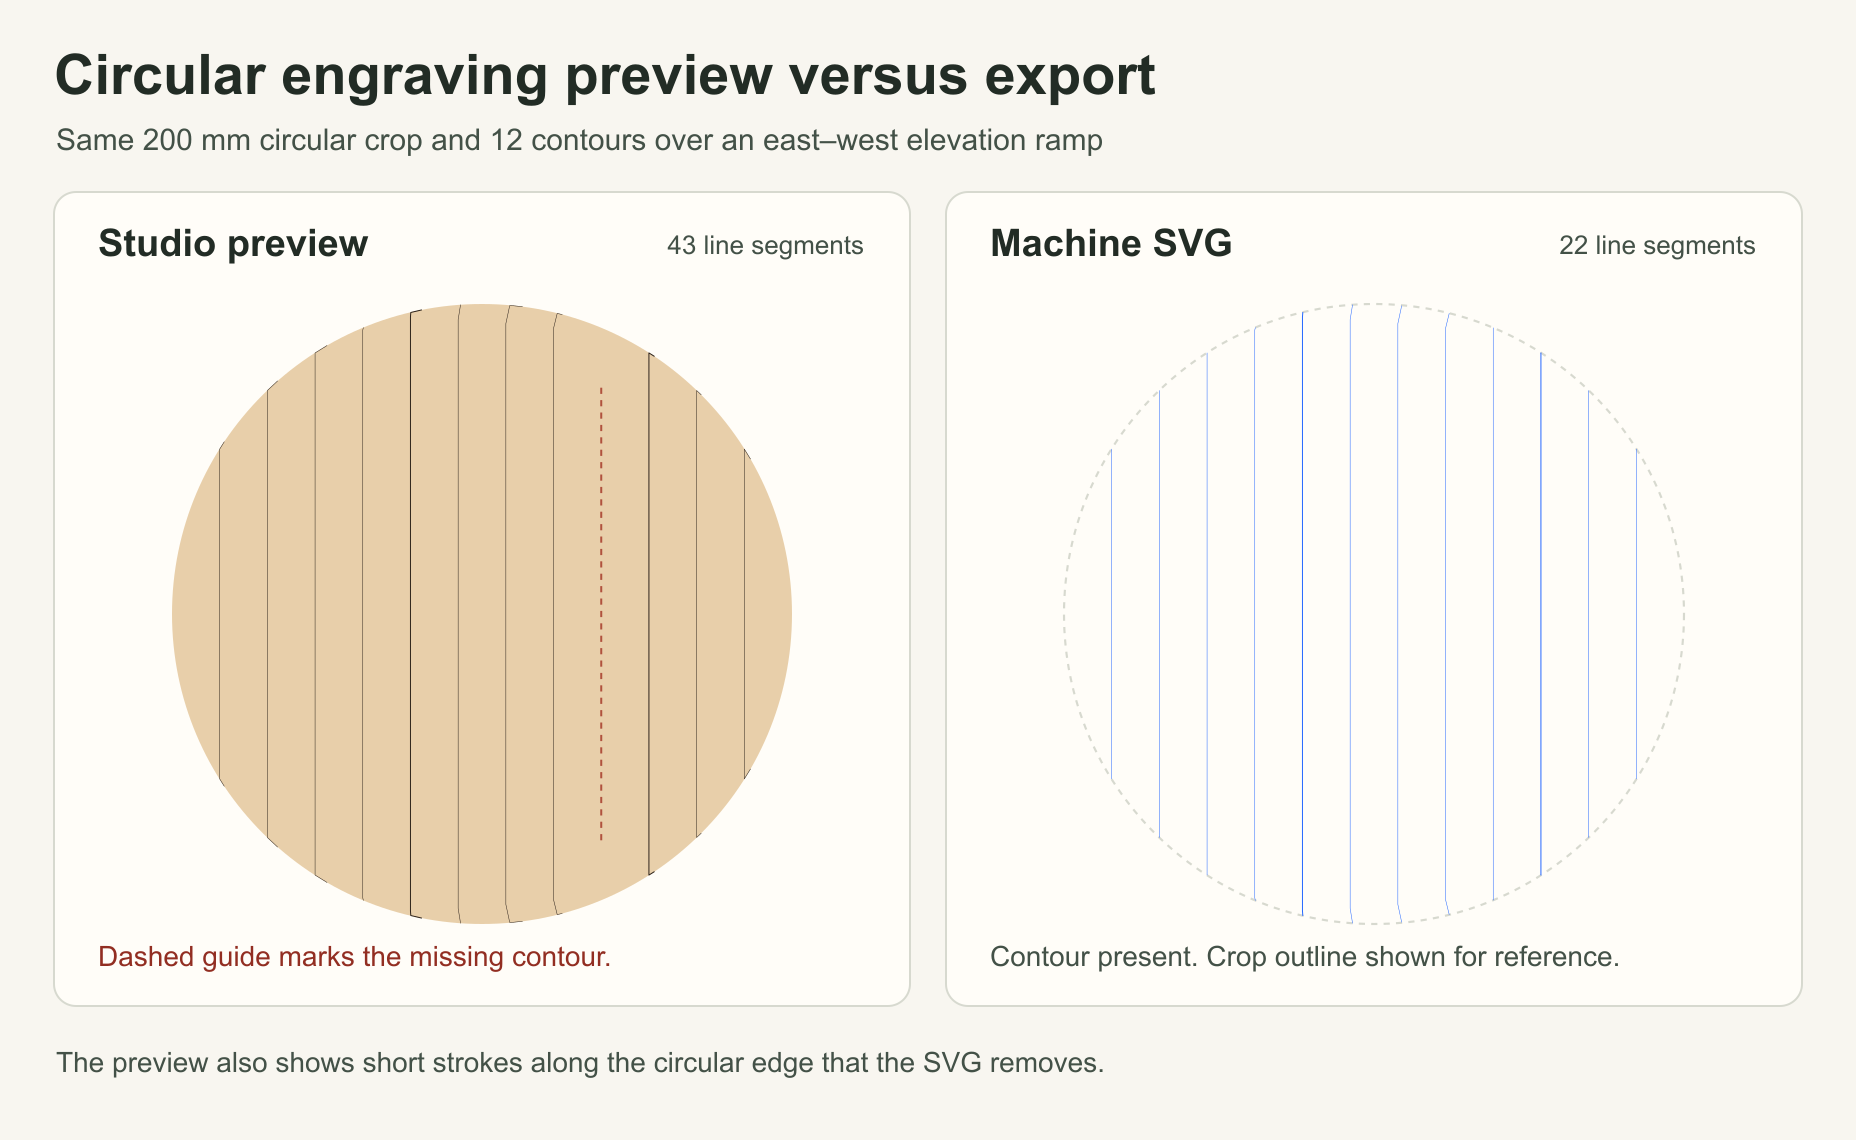 Circular engraving preview versus export
Same 200 mm circular crop and 12 contours over an east–west elevation ramp
Studio preview
43 line segments
Dashed guide marks the missing contour.
Machine SVG
22 line segments
Contour present. Crop outline shown for reference.
The preview also shows short strokes along the circular edge that the SVG removes.